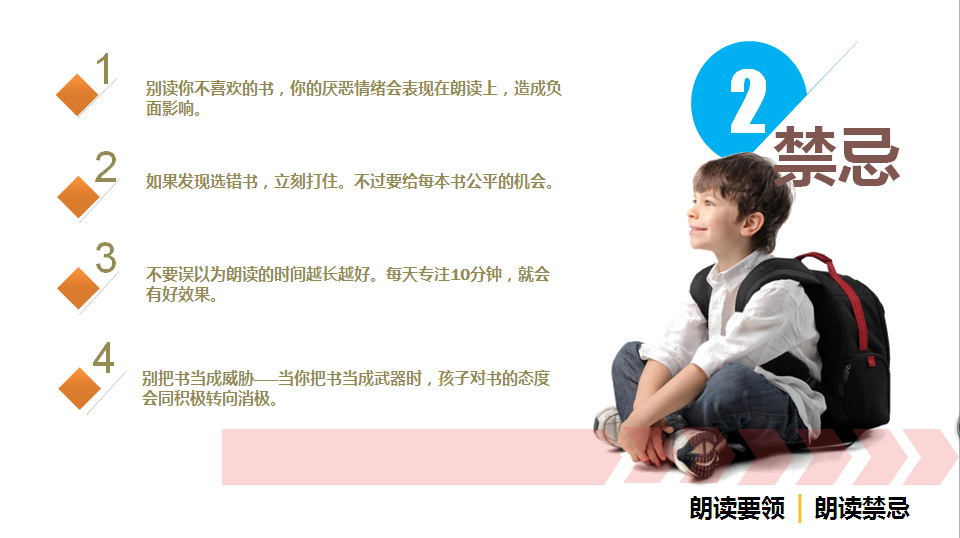 1
别读你不喜欢的书，你的厌恶情绪会表现在朗读上，造成负
面影响。
2
如果发现选错书，立刻打住。不过要给每本书公平的机会。
3
不要误以为朗读的时间越长越好。每天专注10分钟，就会
有好效果。
4
别把书当成威胁——当你把书当成武器时，孩子对书的态度
会同积极转向消极。
2
禁忌
朗读要领 | 朗读禁忌